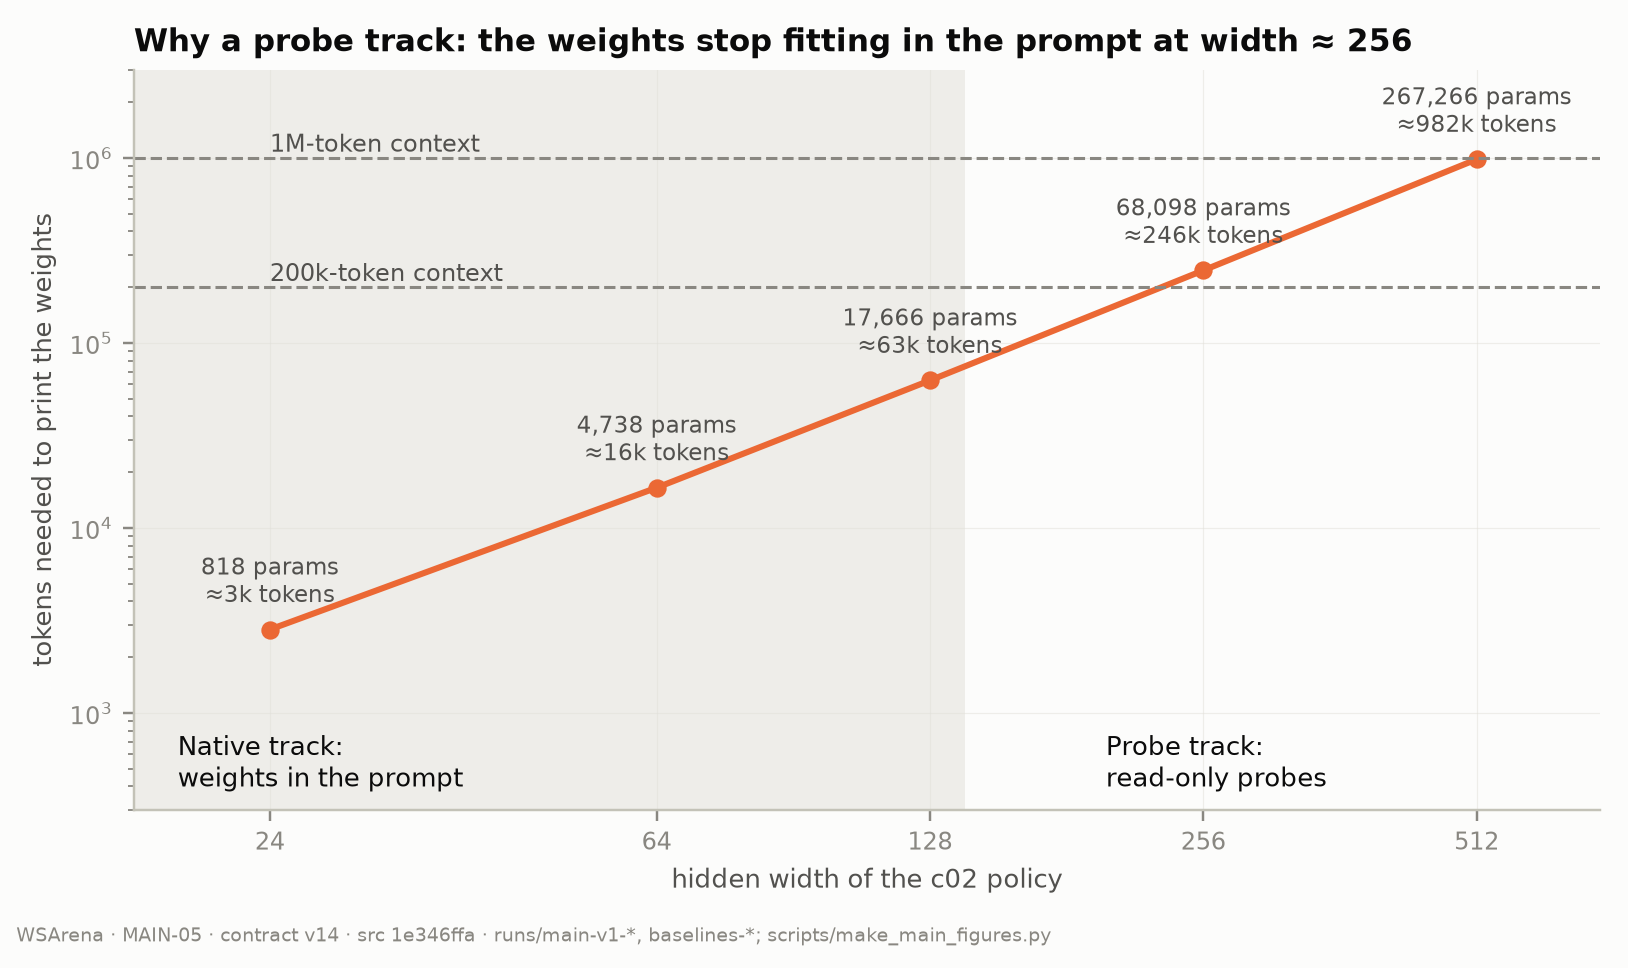 Why a probe track: the weights stop fitting in the prompt at width ≈ 256
267,266 params
≈982k tokens
1M-token context
10⁶
68,098 params
≈246k tokens
200k-token context
17,666 params
≈63k tokens
10⁵
4,738 params
≈16k tokens
10⁴
818 params
≈3k tokens
10³
tokens needed to print the weights
Native track:
weights in the prompt
Probe track:
read-only probes
24
64
128
256
512
hidden width of the c02 policy
WSArena · MAIN-05 · contract v14 · src 1e346ffa · runs/main-v1-*, baselines-*; scripts/make_main_figures.py